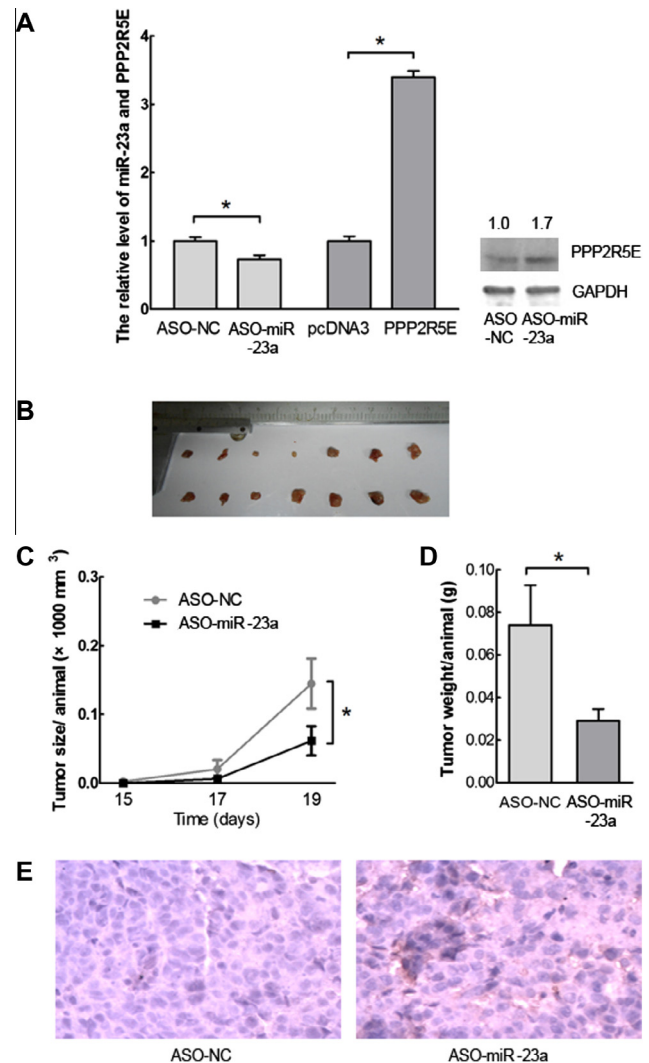 A
The relative level of miR-23a and PPP2R5E
4
3
2
1
0
*
*
ASO-NC
ASO-miR
-23a
pcDNA3
PPP2R5E
1.0 1.7
PPP2R5E
GAPDH
ASO
-NC
ASO-miR
-23a
B
C
Tumor size/ animal (× 1000 mm ³)
0.3
0.2
0.1
0.0
ASO-NC
ASO-miR-23a
*
15 17 19
Time (days)
D
Tumor weight/animal (g)
0.10
0.08
0.06
0.04
0.02
0.00
*
ASO-NC
ASO-miR
-23a
E
ASO-NC
ASO-miR-23a